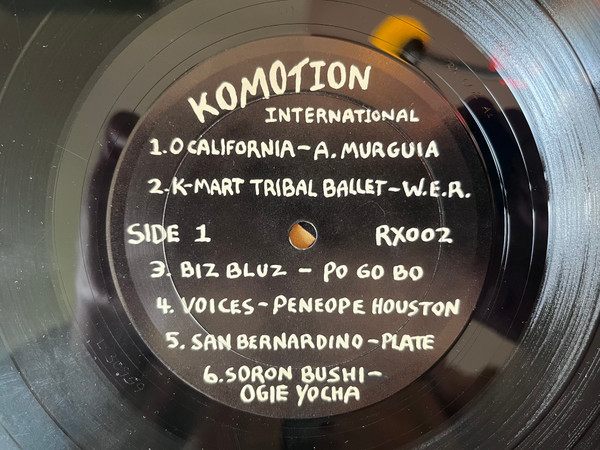 KOMOTION
INTERNATIONAL
1. O CALIFORNIA - A. MURGUIA
2. K-MART TRIBAL BALLET - W.E.R.
SIDE 1 RX002
3. BIZ BLUZ - PO GO BO
4. VOICES - PENEOPE HOUSTON
5. SAN BERNARDINO - PLATE
6. SORON BUSHI -
OGIE YOCHA